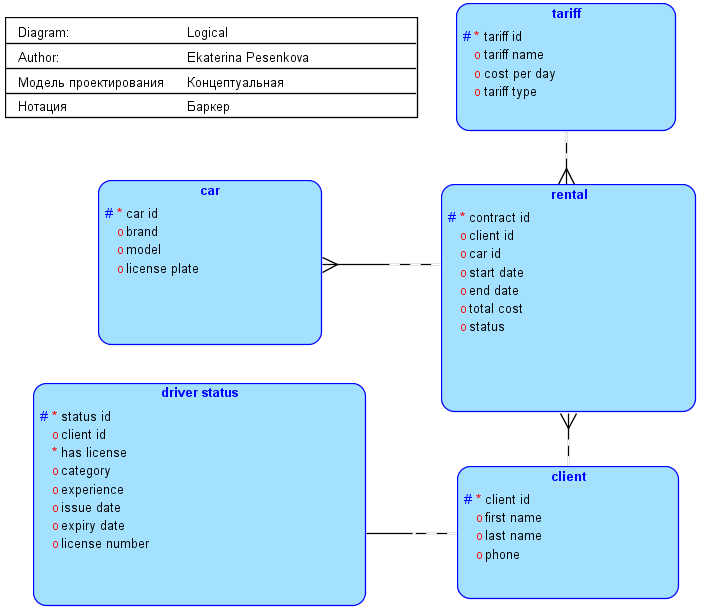 Diagram: Logical
Author: Ekaterina Pesenkova
Модель проектирования Концептуальная
Нотация Баркер
tariff
# * tariff id
o tariff name
o cost per day
o tariff type
car
# * car id
o brand
o model
o license plate
rental
# * contract id
o client id
o car id
o start date
o end date
o total cost
o status
driver status
# * status id
o client id
* has license
o category
o experience
o issue date
o expiry date
o license number
client
# * client id
o first name
o last name
o phone